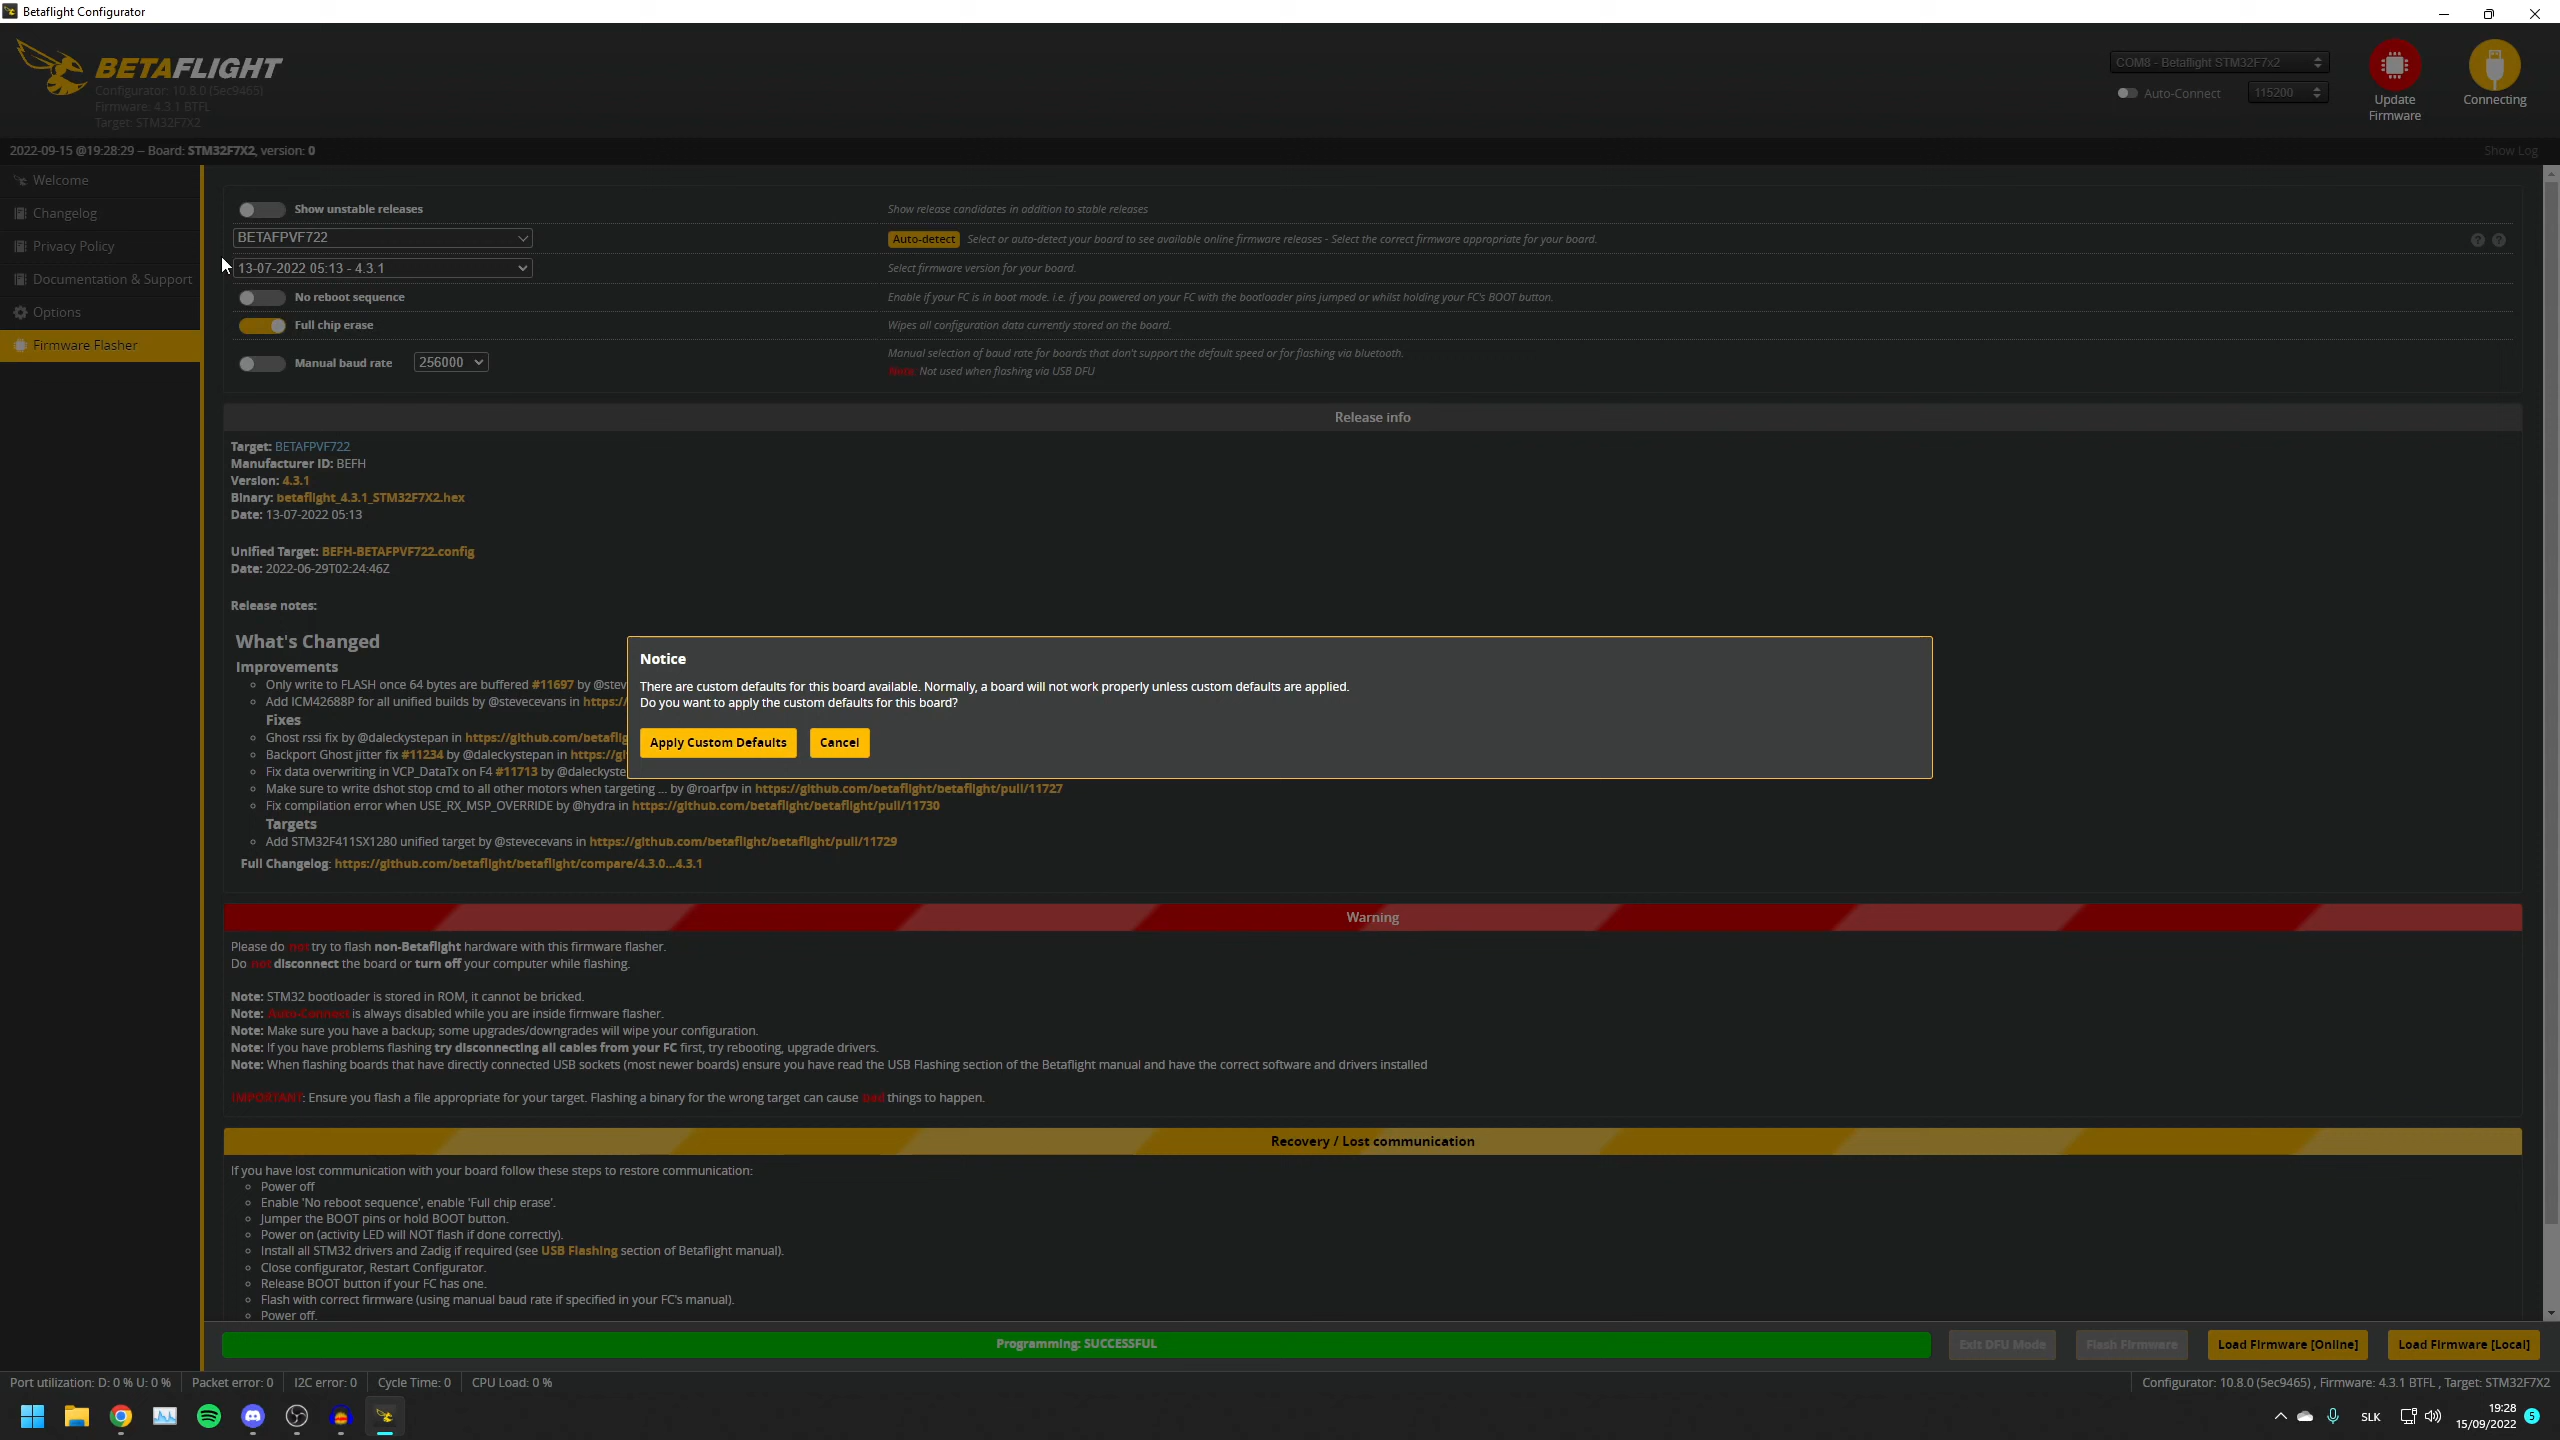 Betaflight Configurator
BETAFLIGHT
Configurator: 10.8.0 (5ec9465)
Firmware: 4.3.1 BTFL
Target: STM32F7X2
COM8 - Betaflight STM32F7x2
Auto-Connect
115200
Update
Firmware
Connecting
2022-09-15 @19:28:29 -- Board: STM32F7X2, version: 0
Show Log
Welcome
Changelog
Privacy Policy
Documentation & Support
Options
Firmware Flasher
Show unstable releases
Show release candidates in addition to stable releases
BETAFPVF722
Auto-detect Select or auto-detect your board to see available online firmware releases - Select the correct firmware appropriate for your board.
13-07-2022 05:13 - 4.3.1
Select firmware version for your board.
No reboot sequence
Enable if your FC is in boot mode. i.e. if you powered on your FC with the bootloader pins jumped or whilst holding your FC's BOOT button.
Full chip erase
Wipes all configuration data currently stored on the board.
Manual baud rate 256000
Manual selection of baud rate for boards that don't support the default speed or for flashing via bluetooth.
Note: Not used when flashing via USB DFU
Release info
Target: BETAFPVF722
Manufacturer ID: BEFH
Version: 4.3.1
Binary: betaflight_4.3.1_STM32F7X2.hex
Date: 13-07-2022 05:13
Unified Target: BEFH-BETAFPVF722.config
Date: 2022-06-29T02:24:46Z
Release notes:
What's Changed
Improvements
Only write to FLASH once 64 bytes are buffered #11697 by @stev
Add ICM42688P for all unified builds by @stevecevans in https:/
Fixes
Ghost rssi fix by @daleckystepan in https://github.com/betaflig
Backport Ghost jitter fix #11234 by @daleckystepan in https://gi
Fix data overwriting in VCP_DataTx on F4 #11713 by @daleckyste
Make sure to write dshot stop cmd to all other motors when targeting ... by @roarfpv in https://github.com/betaflight/betaflight/pull/11727
Fix compilation error when USE_RX_MSP_OVERRIDE by @hydra in https://github.com/betaflight/betaflight/pull/11730
Targets
Add STM32F411SX1280 unified target by @stevecevans in https://github.com/betaflight/betaflight/pull/11729
Full Changelog: https://github.com/betaflight/betaflight/compare/4.3.0...4.3.1
Notice
There are custom defaults for this board available. Normally, a board will not work properly unless custom defaults are applied.
Do you want to apply the custom defaults for this board?
Apply Custom Defaults
Cancel
Warning
Please do not try to flash non-Betaflight hardware with this firmware flasher.
Do not disconnect the board or turn off your computer while flashing.
Note: STM32 bootloader is stored in ROM, it cannot be bricked.
Note: Auto-Connect is always disabled while you are inside firmware flasher.
Note: Make sure you have a backup; some upgrades/downgrades will wipe your configuration.
Note: If you have problems flashing try disconnecting all cables from your FC first, try rebooting, upgrade drivers.
Note: When flashing boards that have directly connected USB sockets (most newer boards) ensure you have read the USB Flashing section of the Betaflight manual and have the correct software and drivers installed
IMPORTANT: Ensure you flash a file appropriate for your target. Flashing a binary for the wrong target can cause bad things to happen.
Recovery / Lost communication
If you have lost communication with your board follow these steps to restore communication:
Power off
Enable 'No reboot sequence', enable 'Full chip erase'.
Jumper the BOOT pins or hold BOOT button.
Power on (activity LED will NOT flash if done correctly).
Install all STM32 drivers and Zadig if required (see USB Flashing section of Betaflight manual).
Close configurator, Restart Configurator.
Release BOOT button if your FC has one.
Flash with correct firmware (using manual baud rate if specified in your FC's manual).
Power off.
Programming: SUCCESSFUL
Exit DFU Mode
Flash Firmware
Load Firmware [Online]
Load Firmware [Local]
Port utilization: D: 0 % U: 0 %
Packet error: 0
I2C error: 0
Cycle Time: 0
CPU Load: 0 %
Configurator: 10.8.0 (5ec9465) , Firmware: 4.3.1 BTFL , Target: STM32F7X2
SLK
19:28
15/09/2022
5